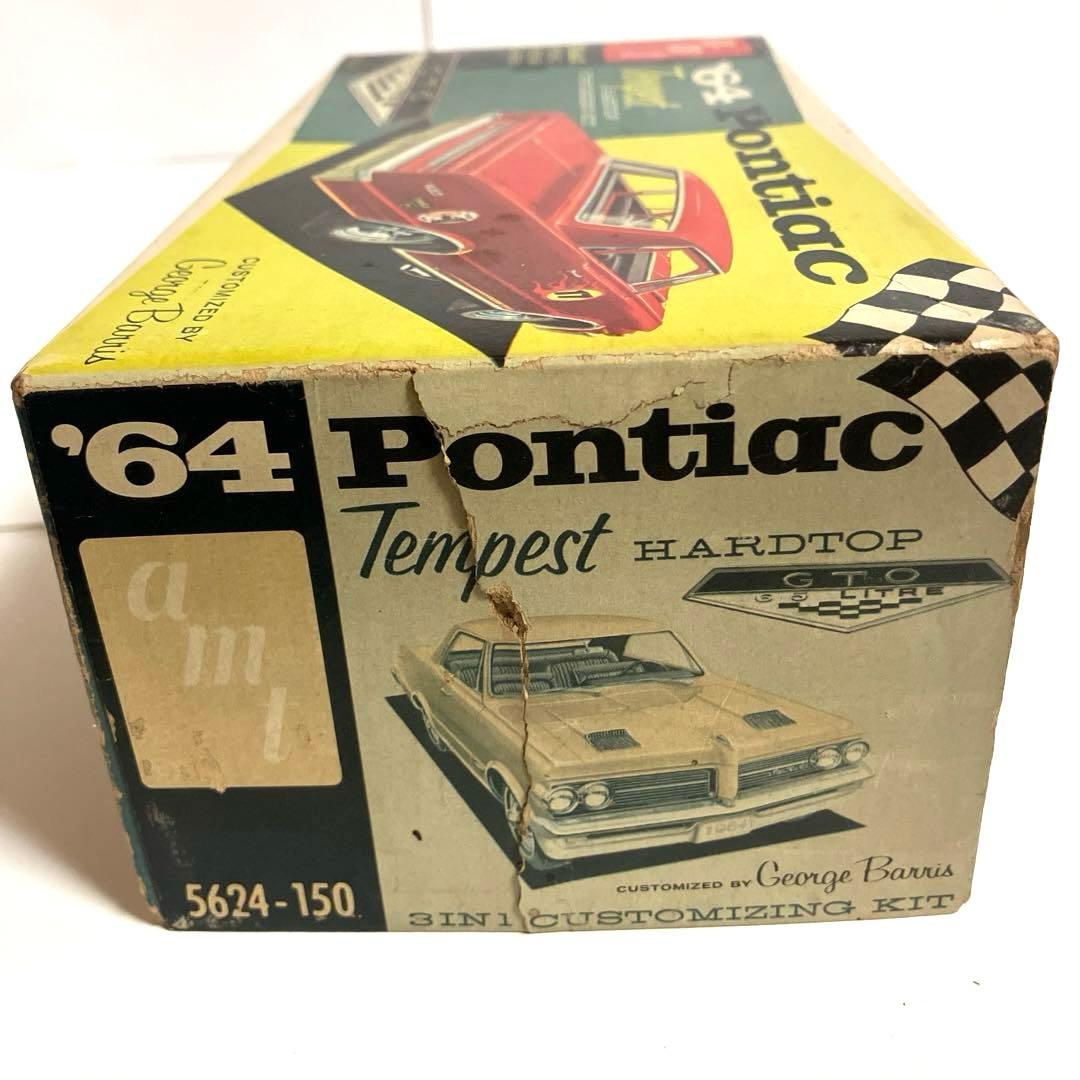 '64 Pontiac
Tempest
CUSTOMIZED BY
George Barris
'64 Pontiac
Tempest HARDTOP
GTO
6.5 LITRE
amt
1964
CUSTOMIZED BY George Barris
5624-150
3 IN 1 CUSTOMIZING KIT